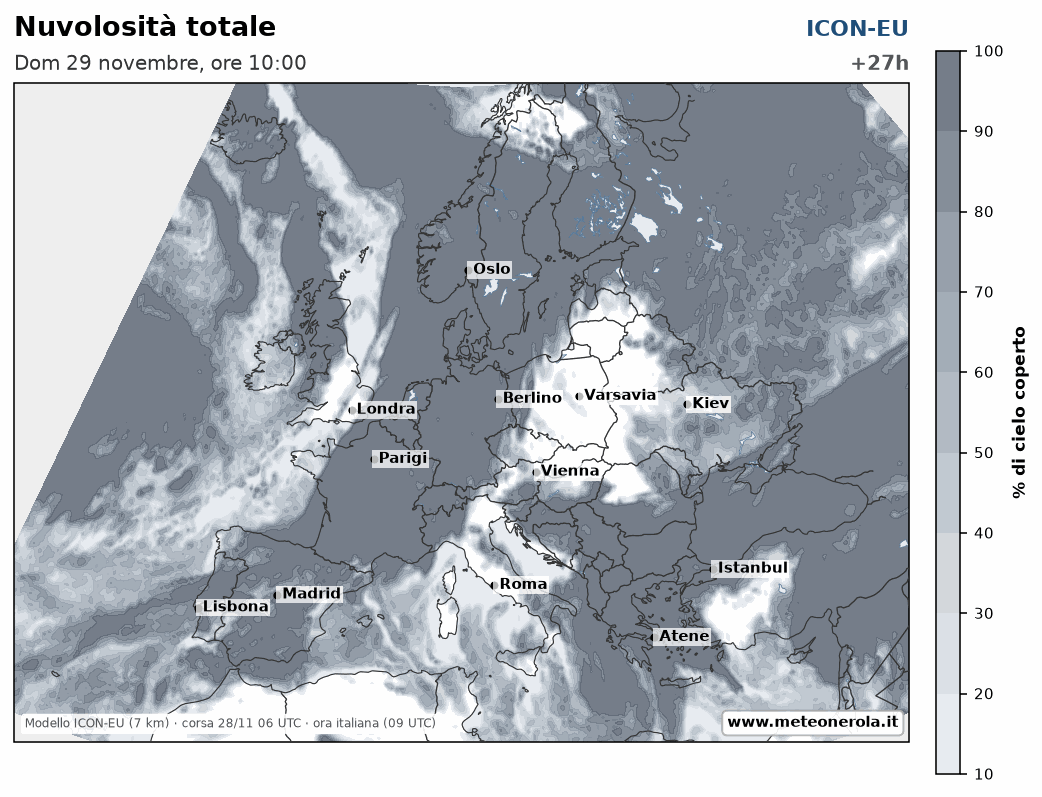 Nuvolosità totale
ICON-EU
Dom 29 novembre, ore 10:00
+27h
100
90
80
70
60
50
40
30
20
10
% di cielo coperto
Oslo
Berlino
Varsavia
Kiev
Londra
Parigi
Vienna
Istanbul
Roma
Madrid
Lisbona
Atene
Modello ICON-EU (7 km) · corsa 28/11 06 UTC · ora italiana (09 UTC)
www.meteonerola.it